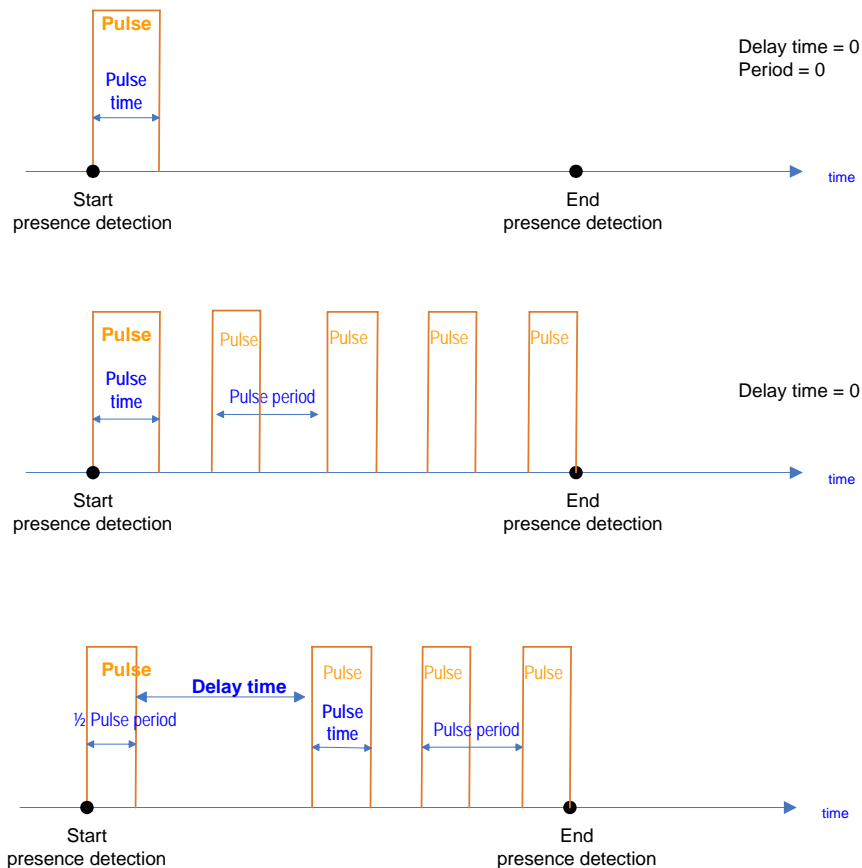 Pulse
Delay time = 0
Period = 0
Pulse
time
time
Start
presence detection
End
presence detection
Pulse
Pulse
Pulse
Pulse
Pulse
Pulse
time
Pulse period
Delay time = 0
time
Start
presence detection
End
presence detection
Pulse
Pulse
Pulse
Pulse
Delay time
½ Pulse period
Pulse
time
Pulse period
time
Start
presence detection
End
presence detection